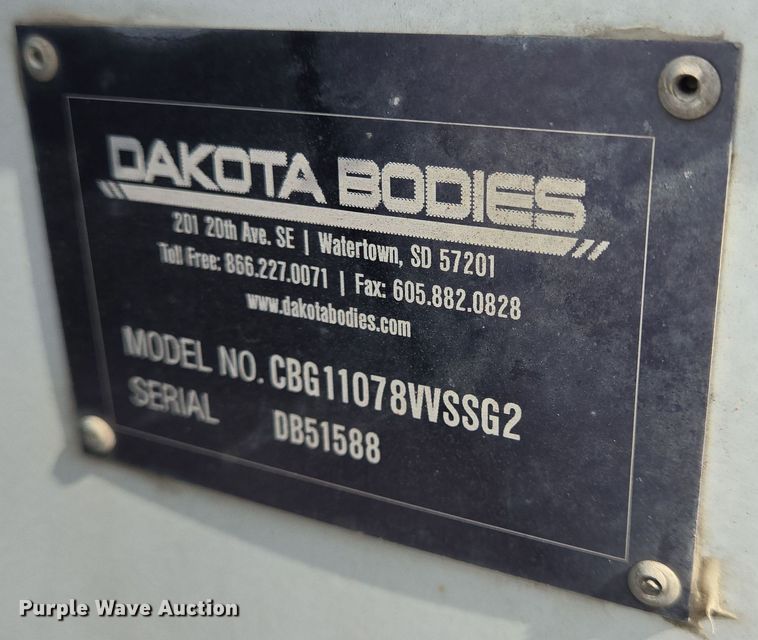 DAKOTA BODIES
201 20th Ave. SE | Watertown, SD 57201
Toll Free: 866.227.0071 | Fax: 605.882.0828
www.dakotabodies.com
MODEL NO. CBG11078VVSSG2
SERIAL DB51588
Purple Wave Auction